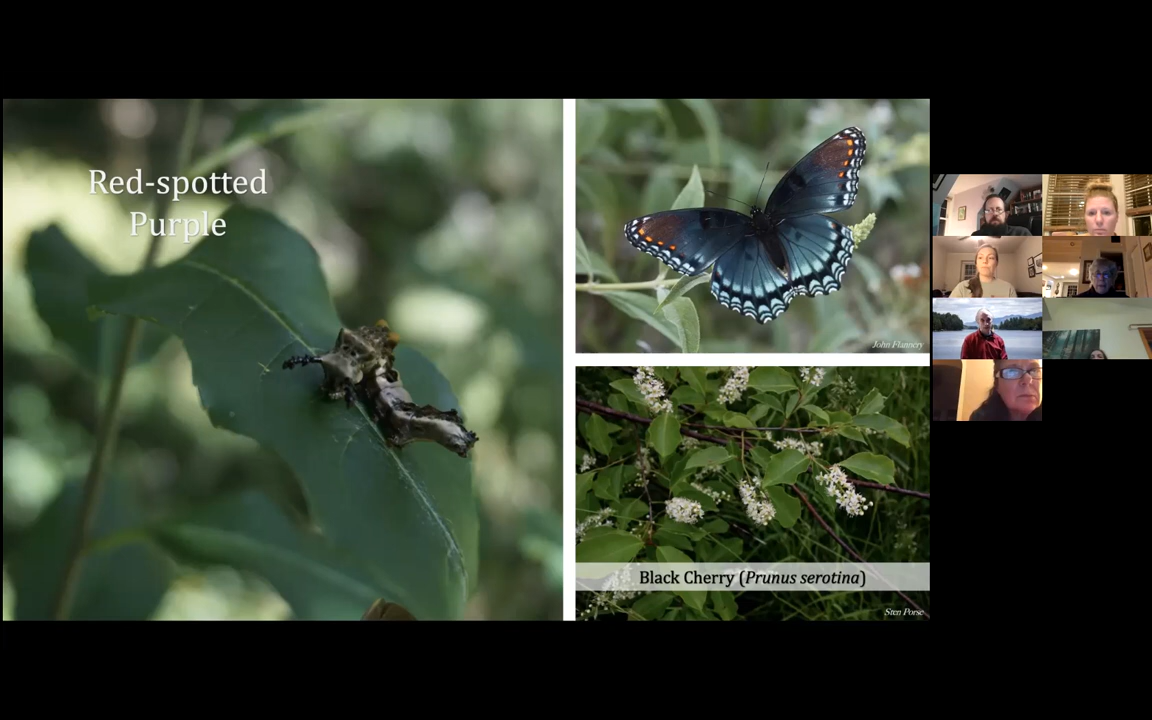 Red-spotted
Purple
John Flannery
Black Cherry (Prunus serotina)
Sten Porse